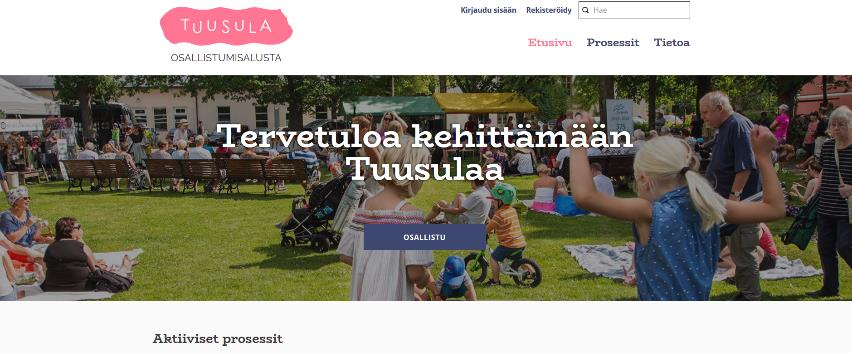 TUUSULA
OSALLISTUMISALUSTA
Kirjaudu sisään Rekisteröidy Hae
Etusivu Prosessit Tietoa
Tervetuloa kehittämään
Tuusulaa
OSALLISTU
Aktiiviset prosessit